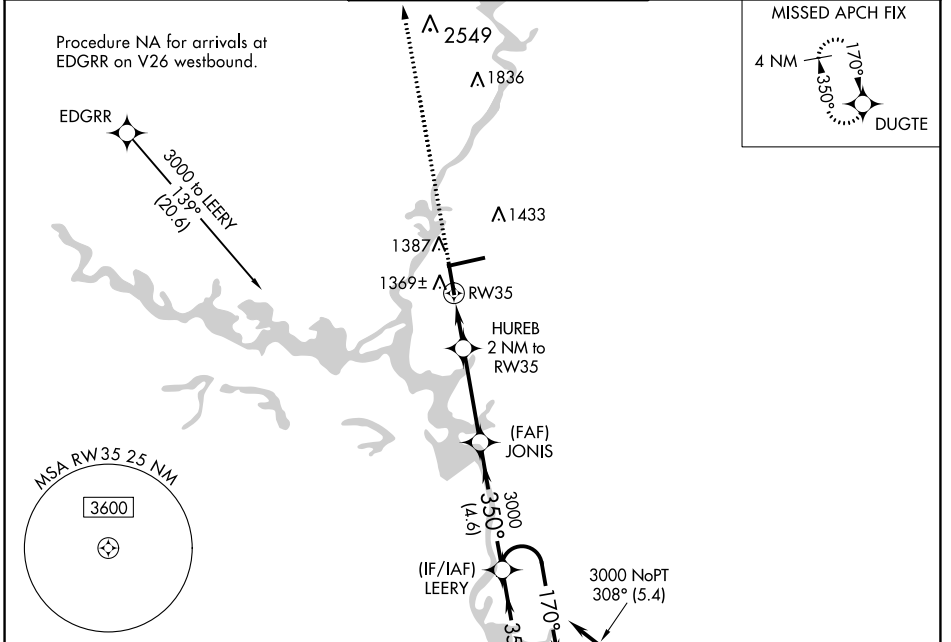 Procedure NA for arrivals at
EDGRR on V26 westbound.
2549
1836
MISSED APCH FIX
4 NM
170°
350°
DUGTE
EDGRR
3000 to LEERY
139°
(20.6)
1433
1387
1369±
RW35
HUREB
2 NM to
RW35
(FAF)
JONIS
MSA RW35 25 NM
3600
3000
350°
(4.6)
(IF/IAF)
LEERY
170°
3000 NoPT
308° (5.4)